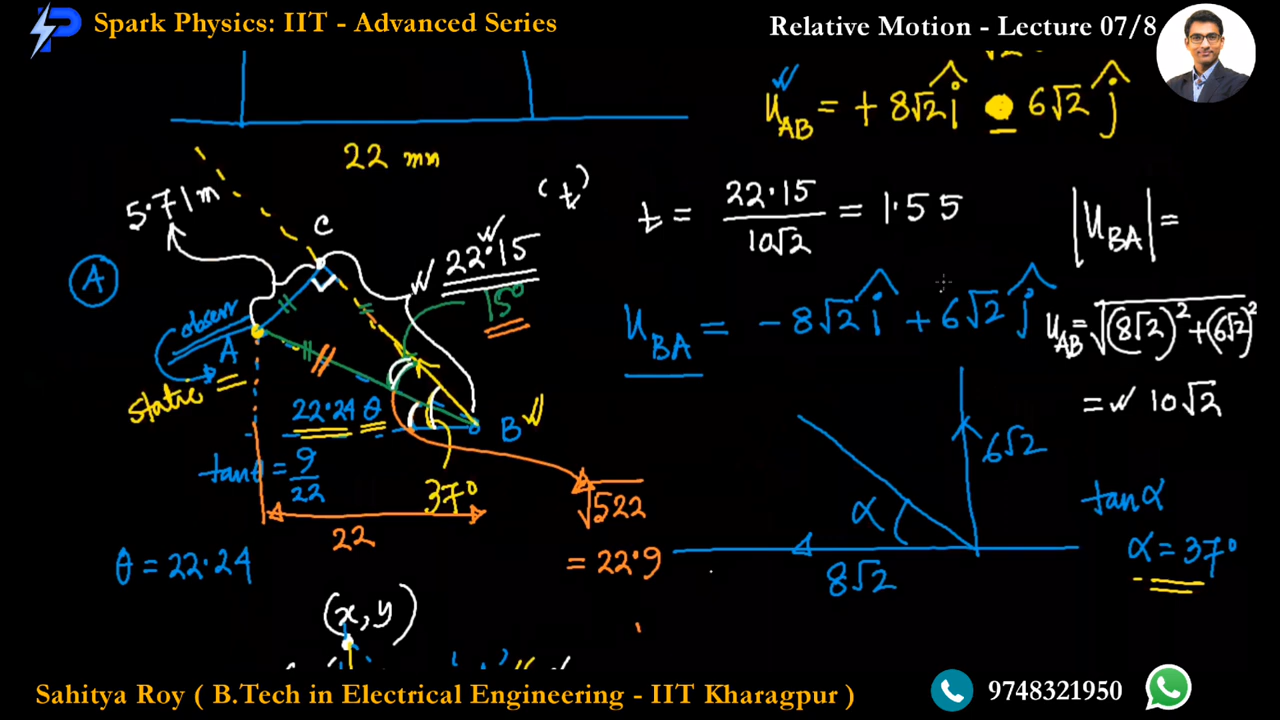 Spark Physics: IIT - Advanced Series
Relative Motion - Lecture 07/8
22 mn
u_AB = + 8√2 î - 6√2 ĵ
5.71m
C
(t)
22.15
15°
t = 22.15 / 10√2 = 1.55
|u_BA| =
A
observr
A
static
22.24 θ
B
37°
u_BA = - 8√2 î + 6√2 ĵ
u_AB = √(8√2)² + (6√2)²
= 10√2
tanθ = 9/22
22
√522
= 22.9
θ = 22.24
α
6√2
8√2
tanα
α = 37°
(x, y)
Sahitya Roy ( B.Tech in Electrical Engineering - IIT Kharagpur )
9748321950